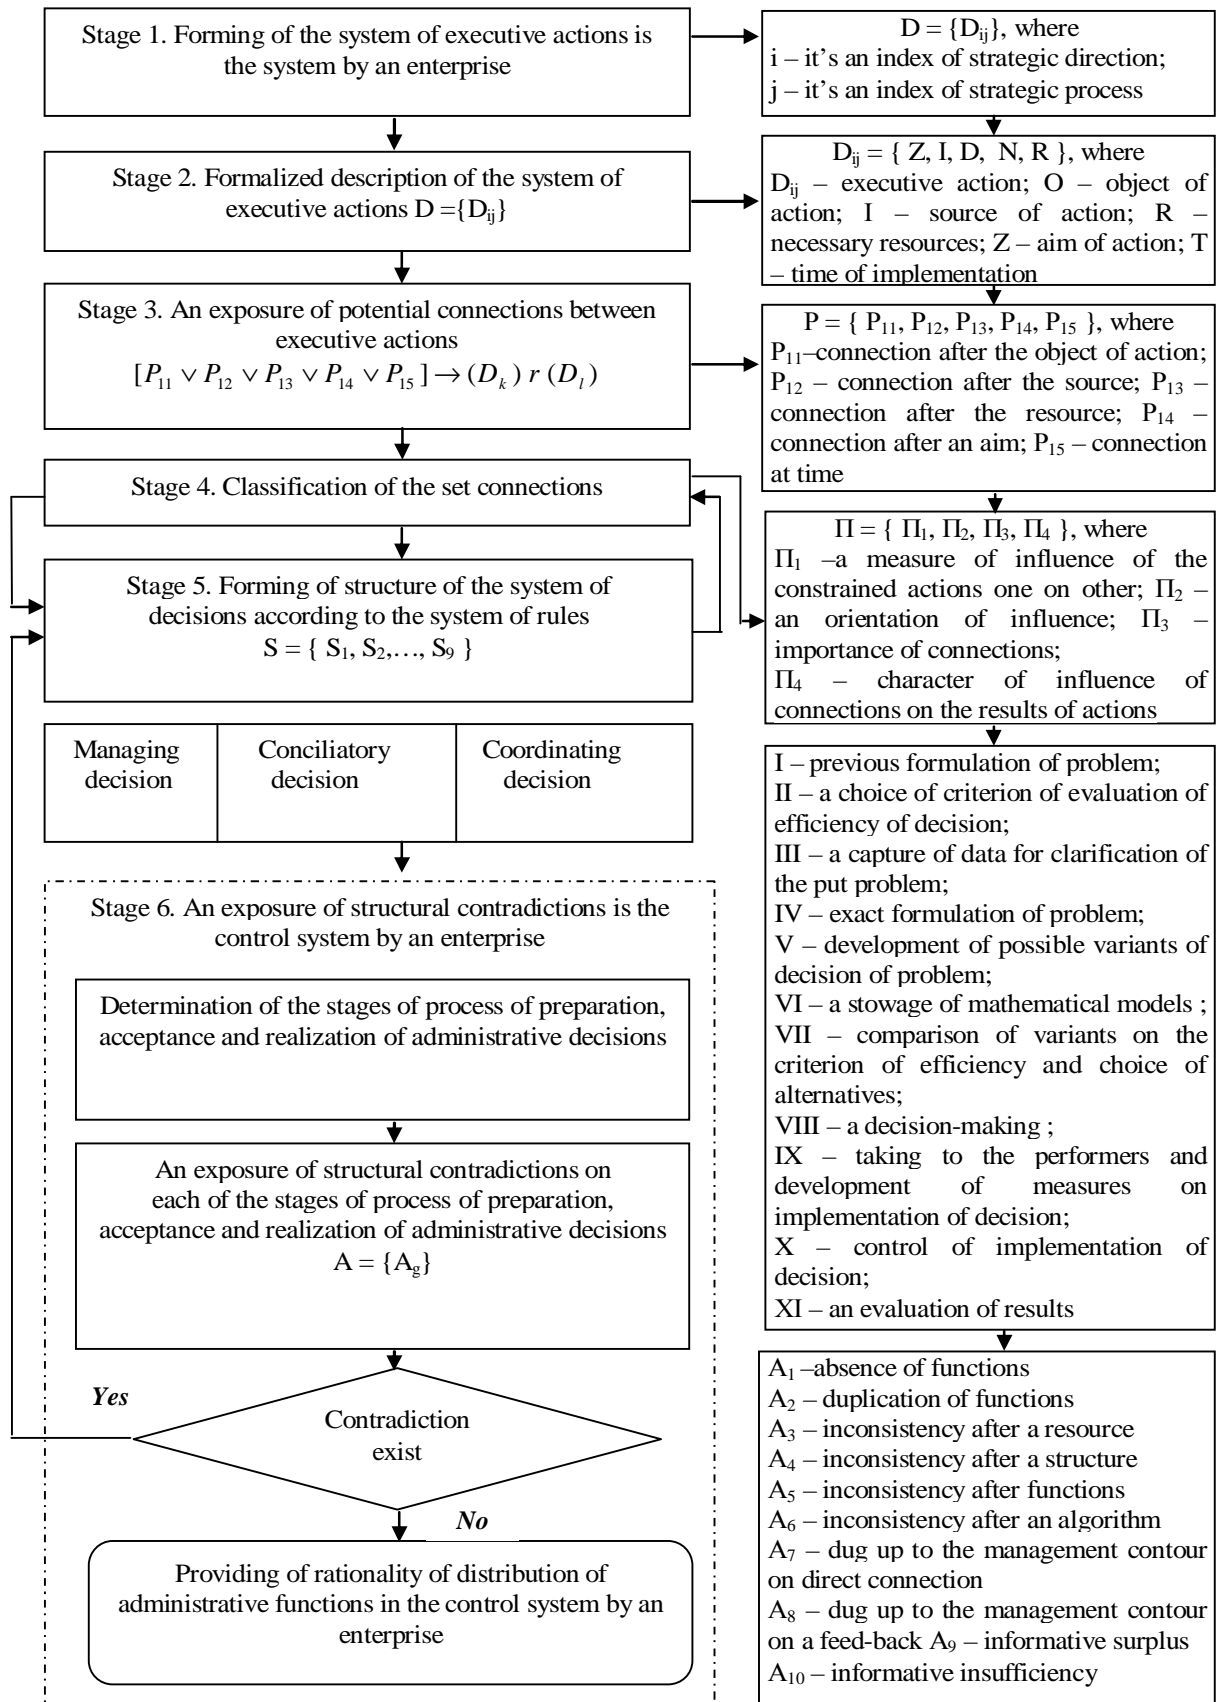 Stage 1. Forming of the system of executive actions is
the system by an enterprise
D = {Dij}, where
i – it’s an index of strategic direction;
j – it’s an index of strategic process
Stage 2. Formalized description of the system of
executive actions D ={Dij}
Dij = { Z, I, D, N, R }, where
Dij – executive action; O – object of
action; I – source of action; R –
necessary resources; Z – aim of action; T
– time of implementation
Stage 3. An exposure of potential connections between
executive actions
[P11 ∨ P12 ∨ P13 ∨ P14 ∨ P15] → (Dk) r (Dl)
P = { P11, P12, P13, P14, P15 }, where
P11–connection after the object of action;
P12 – connection after the source; P13 –
connection after the resource; P14 –
connection after an aim; P15 – connection
at time
Stage 4. Classification of the set connections
Π = { Π1, Π2, Π3, Π4 }, where
Π1 –a measure of influence of the
constrained actions one on other; Π2 –
an orientation of influence; Π3 –
importance of connections;
Π4 – character of influence of
connections on the results of actions
Stage 5. Forming of structure of the system of
decisions according to the system of rules
S = { S1, S2,…, S9 }
Managing
decision
Conciliatory
decision
Coordinating
decision
I – previous formulation of problem;
II – a choice of criterion of evaluation of
efficiency of decision;
III – a capture of data for clarification of
the put problem;
IV – exact formulation of problem;
V – development of possible variants of
decision of problem;
VI – a stowage of mathematical models ;
VII – comparison of variants on the
criterion of efficiency and choice of
alternatives;
VIII – a decision-making ;
IX – taking to the performers and
development of measures on
implementation of decision;
X – control of implementation of
decision;
XI – an evaluation of results
Stage 6. An exposure of structural contradictions is the
control system by an enterprise
Determination of the stages of process of preparation,
acceptance and realization of administrative decisions
An exposure of structural contradictions on
each of the stages of process of preparation,
acceptance and realization of administrative decisions
A = {Ag}
Yes
Contradiction
exist
No
Providing of rationality of distribution of
administrative functions in the control system by an
enterprise
A1 –absence of functions
A2 – duplication of functions
A3 – inconsistency after a resource
A4 – inconsistency after a structure
A5 – inconsistency after functions
A6 – inconsistency after an algorithm
A7 – dug up to the management contour
on direct connection
A8 – dug up to the management contour
on a feed-back A9 – informative surplus
A10 – informative insufficiency